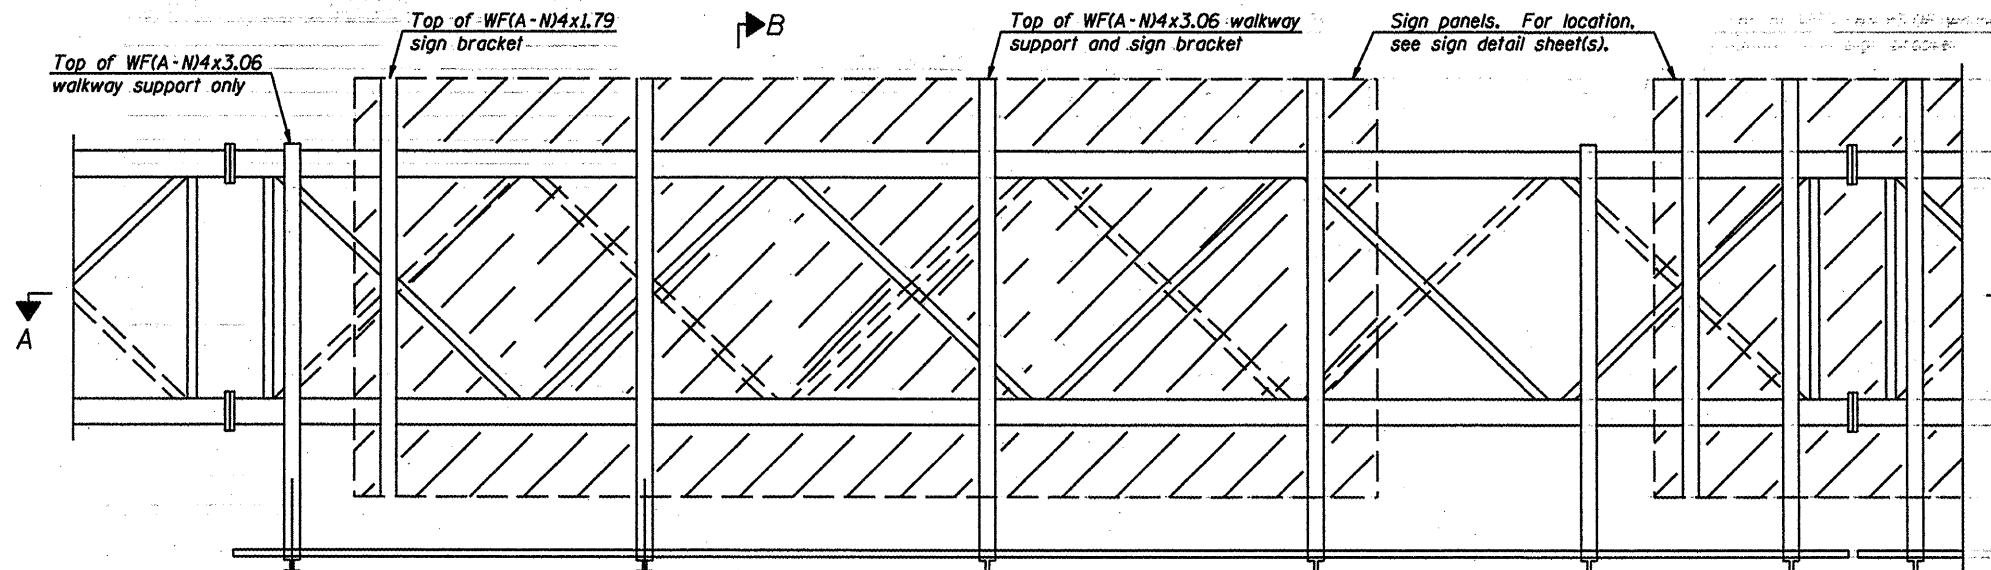 Top of WF(A-N)4x1.79
sign bracket
B
Top of WF(A-N)4x3.06 walkway
support and sign bracket
Sign panels. For location,
see sign detail sheet(s).
Top of WF(A-N)4x3.06
walkway support only
A